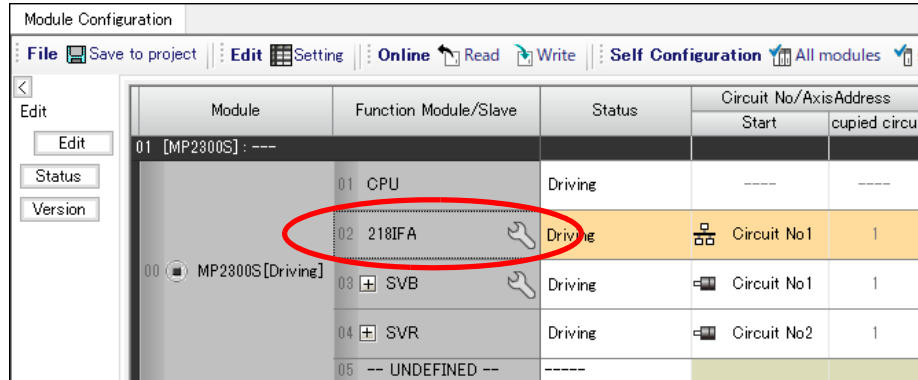 Module Configuration
File Save to project Edit Setting Online Read Write Self Configuration All modules
Edit
Edit
Status
Version
Module Function Module/Slave Status Circuit No/AxisAddress
Start cupied circu
01 [MP2300S] : ---
00 MP2300S[Driving]
01 CPU Driving ---- ----
02 218IFA Driving Circuit No1 1
03 SVB Driving Circuit No1 1
04 SVR Driving Circuit No2 1
05 -- UNDEFINED -- -----